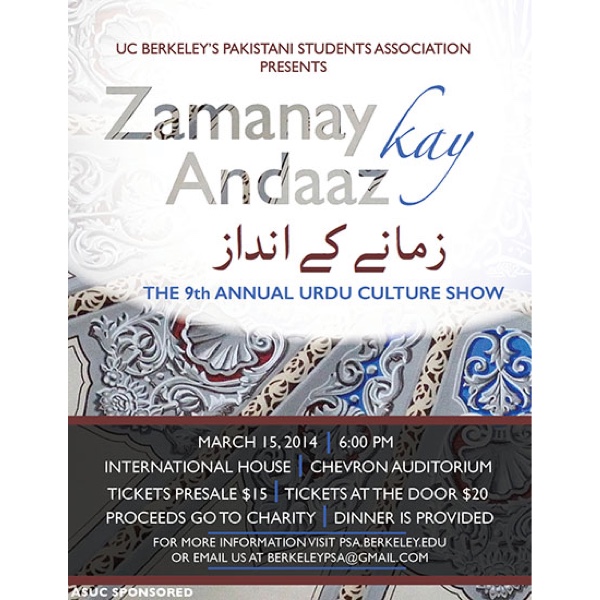 UC BERKELEY'S PAKISTANI STUDENTS ASSOCIATION
PRESENTS
Zamanay kay
Andaaz
زمانے کے انداز
THE 9th ANNUAL URDU CULTURE SHOW
MARCH 15, 2014 | 6:00 PM
INTERNATIONAL HOUSE | CHEVRON AUDITORIUM
TICKETS PRESALE $15 | TICKETS AT THE DOOR $20
PROCEEDS GO TO CHARITY | DINNER IS PROVIDED
FOR MORE INFORMATION VISIT PSA.BERKELEY.EDU
OR EMAIL US AT BERKELEYPSA@GMAIL.COM
ASUC SPONSORED